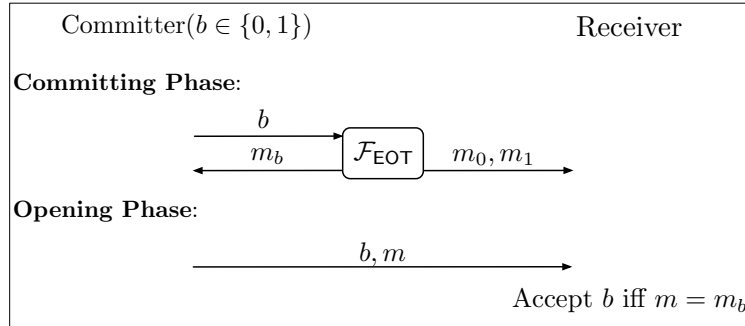 Committer(b ∈ {0, 1}) Receiver
Committing Phase:
b
m_b F_EOT m_0, m_1
Opening Phase:
b, m
Accept b iff m = m_b